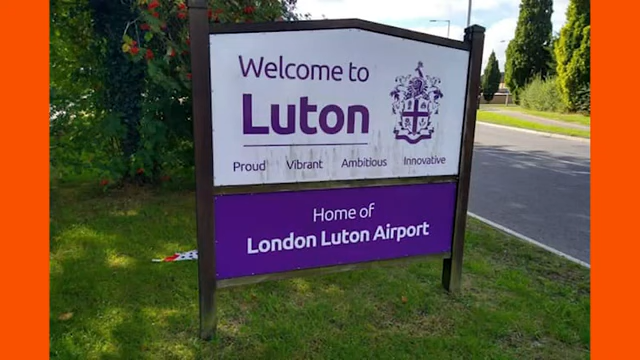 Welcome to
Luton
Proud Vibrant Ambitious Innovative
Home of
London Luton Airport